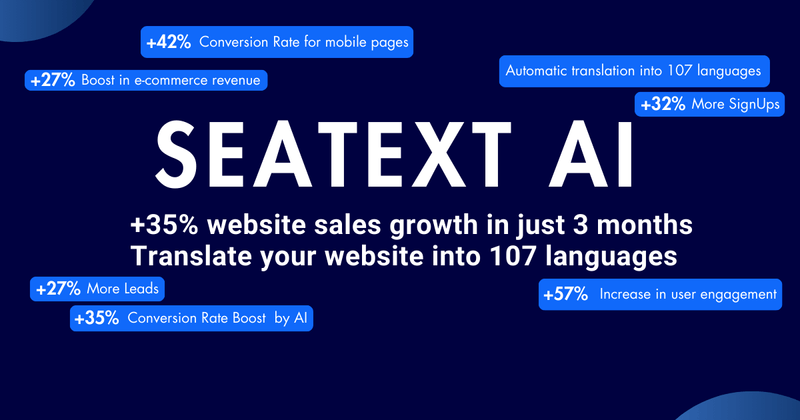 +42% Conversion Rate for mobile pages
Automatic translation into 107 languages
+27% Boost in e-commerce revenue
+32% More SignUps
SEATEXT AI
+35% website sales growth in just 3 months
Translate your website into 107 languages
+27% More Leads
+57% Increase in user engagement
+35% Conversion Rate Boost by AI